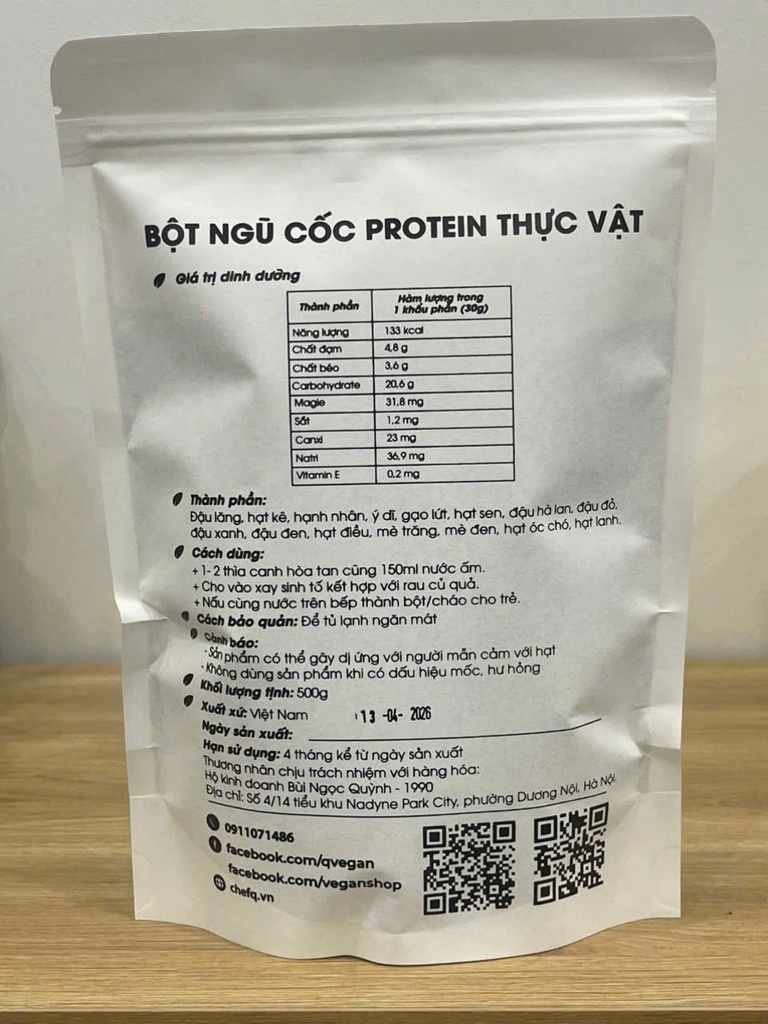 BỘT NGŨ CỐC PROTEIN THỰC VẬT
Giá trị dinh dưỡng
Thành phần
Hàm lượng trong
1 khẩu phần (30g)
Năng lượng 133 kcal
Chất đạm 4,8 g
Chất béo 3,6 g
Carbohydrate 20,6 g
Magie 31,8 mg
Sắt 1,2 mg
Canxi 23 mg
Natri 36,9 mg
Vitamin E 0,2 mg
Thành phần:
Đậu lăng, hạt kê, hạnh nhân, ý dĩ, gạo lứt, hạt sen, đậu hà lan, đậu đỏ,
đậu xanh, đậu đen, hạt điều, mè trắng, mè đen, hạt óc chó, hạt lanh.
Cách dùng:
+ 1- 2 thìa canh hòa tan cũng 150ml nước ấm.
+ Cho vào xay sinh tố kết hợp với rau củ quả.
+ Nấu cùng nước trên bếp thành bột/cháo cho trẻ.
Cách bảo quản: Để tủ lạnh ngăn mát
Cảnh báo:
- Sản phẩm có thể gây dị ứng với người mẫn cảm với hạt
- Không dùng sản phẩm khi có dấu hiệu mốc, hư hỏng
Khối lượng tịnh: 500g
Xuất xứ: Việt Nam
13 -04- 2026
Ngày sản xuất:
Hạn sử dụng: 4 tháng kể từ ngày sản xuất
Thương nhân chịu trách nhiệm với hàng hóa:
Hộ kinh doanh Bùi Ngọc Quỳnh - 1990
Địa chỉ: Số 4/14 tiểu khu Nadyne Park City, phường Dương Nội, Hà Nội.
0911071486
facebook.com/qvegan
facebook.com/veganshop
chefq.vn